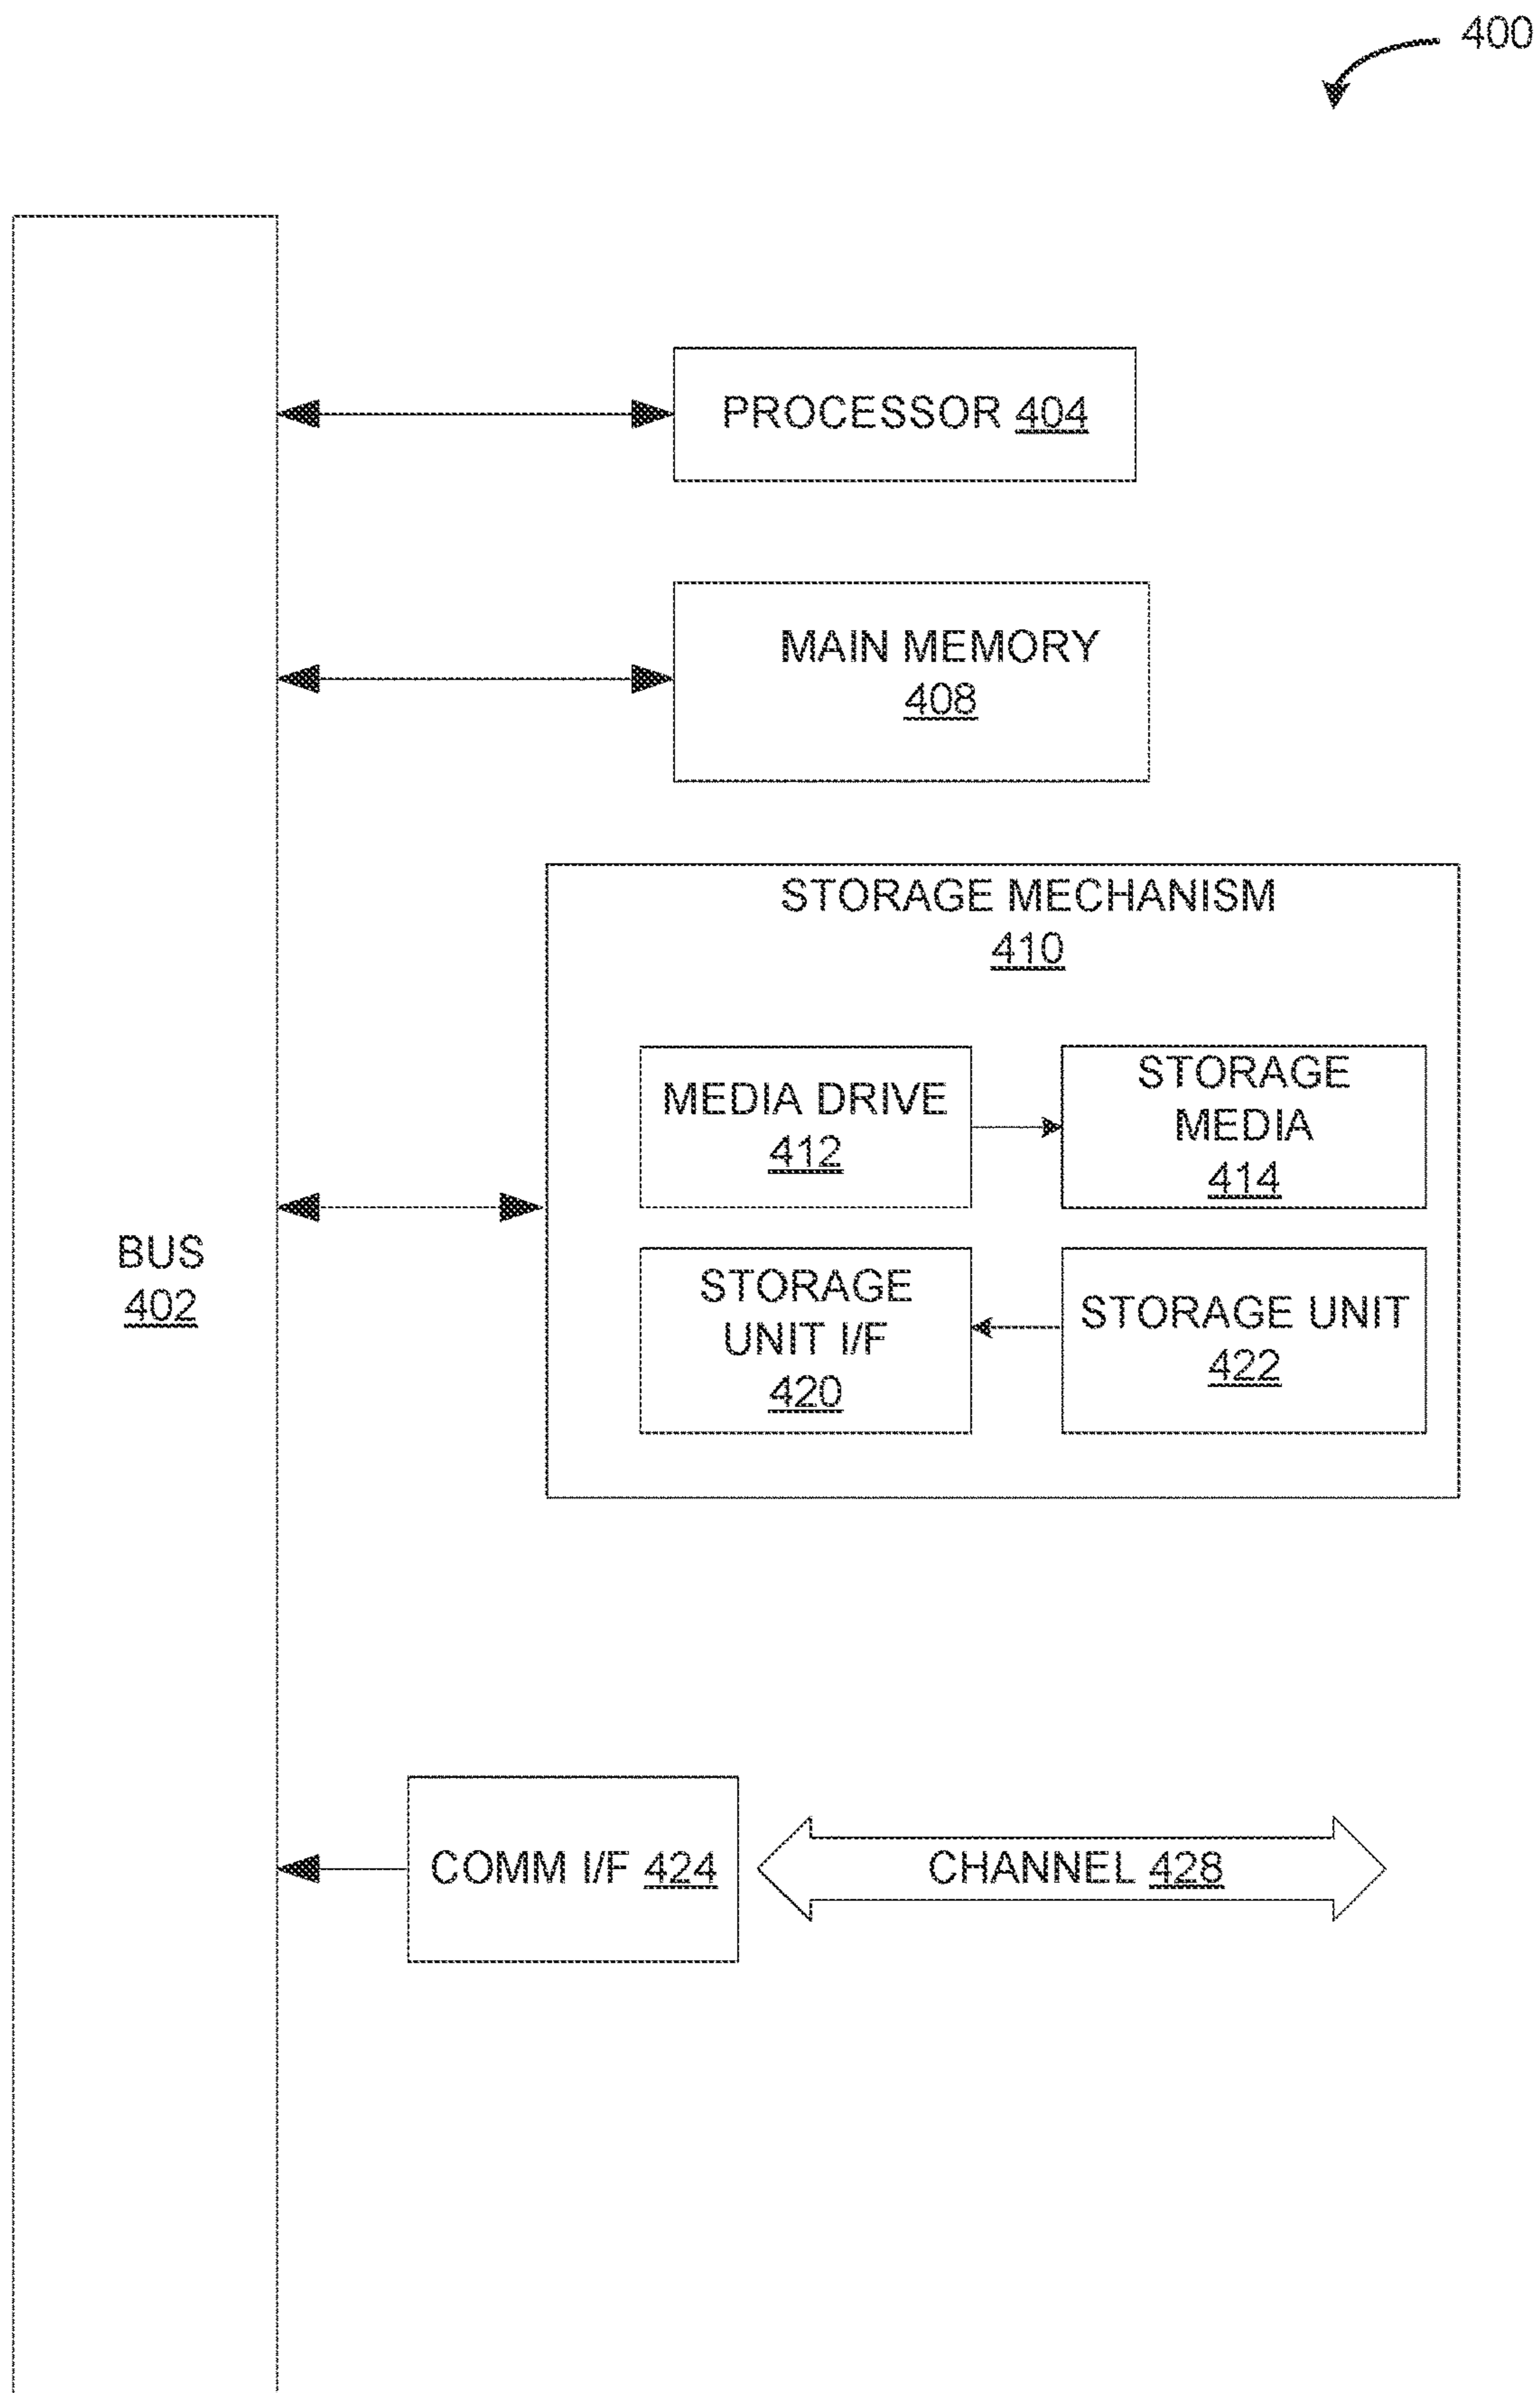 400
PROCESSOR 404
MAIN MEMORY
408
STORAGE MECHANISM
410
MEDIA DRIVE
412
STORAGE
MEDIA
414
BUS
402
STORAGE
UNIT I/F
420
STORAGE UNIT
422
COMM I/F 424
CHANNEL 428